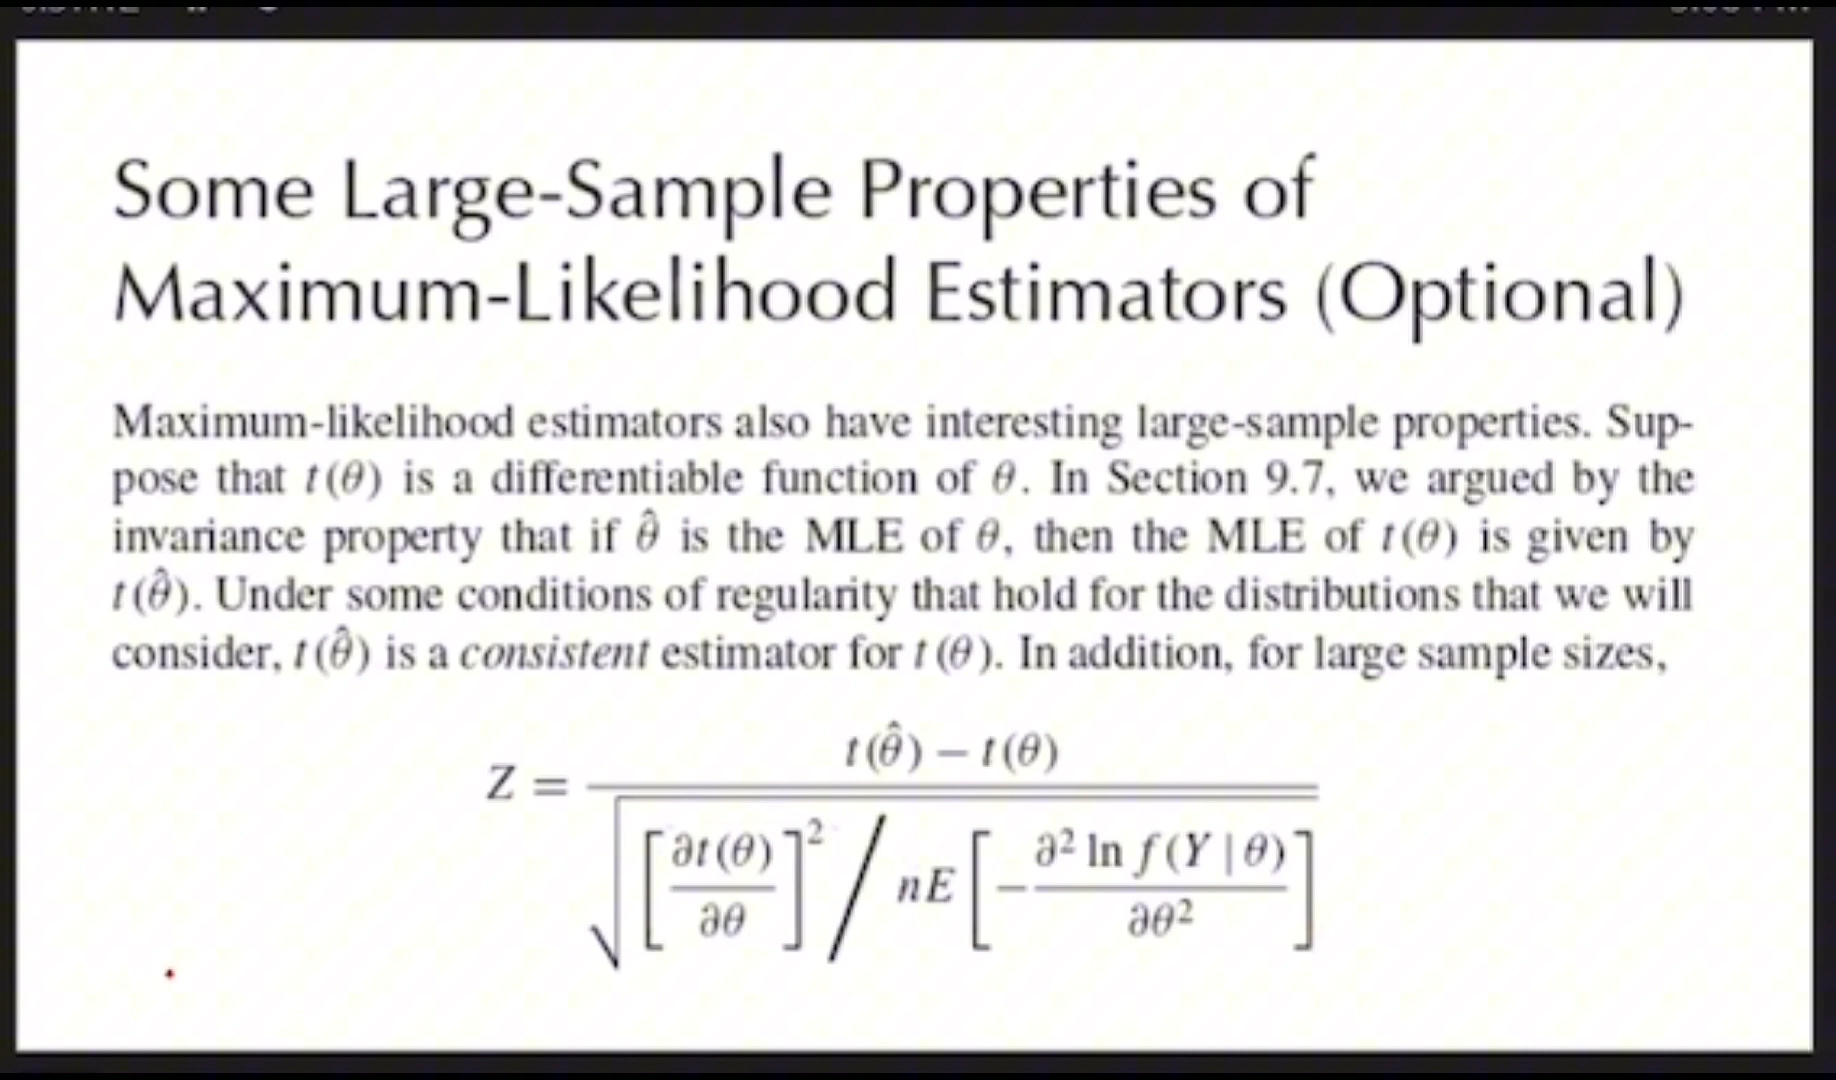 Some Large-Sample Properties of
Maximum-Likelihood Estimators (Optional)
Maximum-likelihood estimators also have interesting large-sample properties. Sup-
pose that t(θ) is a differentiable function of θ. In Section 9.7, we argued by the
invariance property that if θ̂ is the MLE of θ, then the MLE of t(θ) is given by
t(θ̂). Under some conditions of regularity that hold for the distributions that we will
consider, t(θ̂) is a consistent estimator for t(θ). In addition, for large sample sizes,
Z = (t(θ̂) − t(θ)) / √([∂t(θ)/∂θ]² / nE[−∂² ln f(Y | θ)/∂θ²])